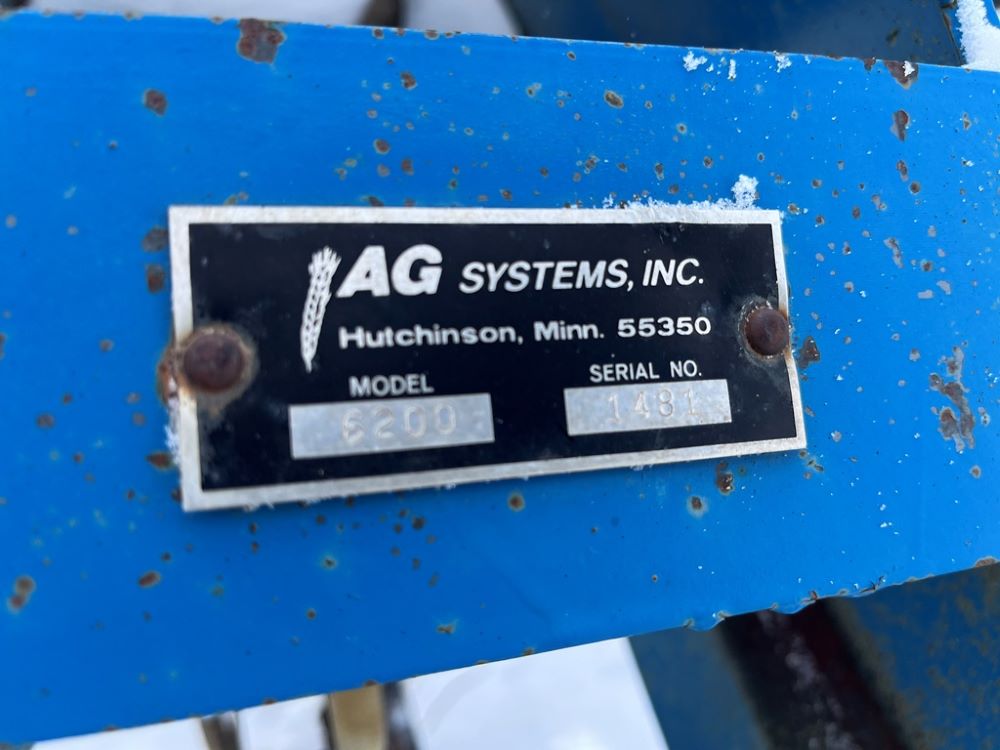 AG SYSTEMS, INC.
Hutchinson, Minn. 55350
MODEL SERIAL NO.
6200 1481